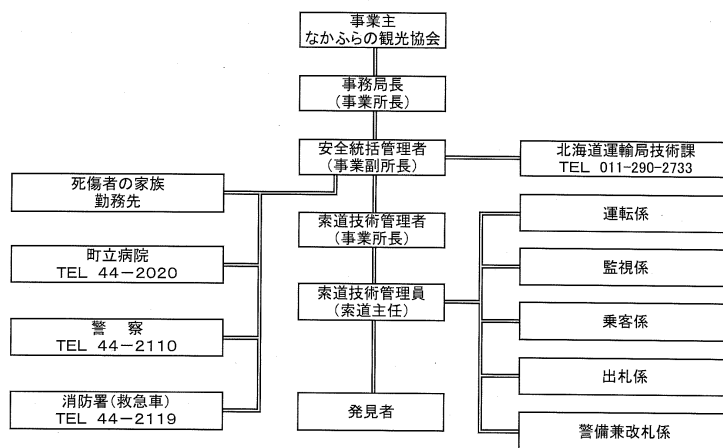 事業主
なかふらの観光協会
事務局長
(事業所長)
安全統括管理者
(事業副所長)
北海道運輸局技術課
TEL 011-290-2733
死傷者の家族
勤務先
町立病院
TEL 44-2020
警 察
TEL 44-2110
消防署(救急車)
TEL 44-2119
索道技術管理者
(事業所長)
索道技術管理員
(索道主任)
発見者
運転係
監視係
乗客係
出札係
警備兼改札係